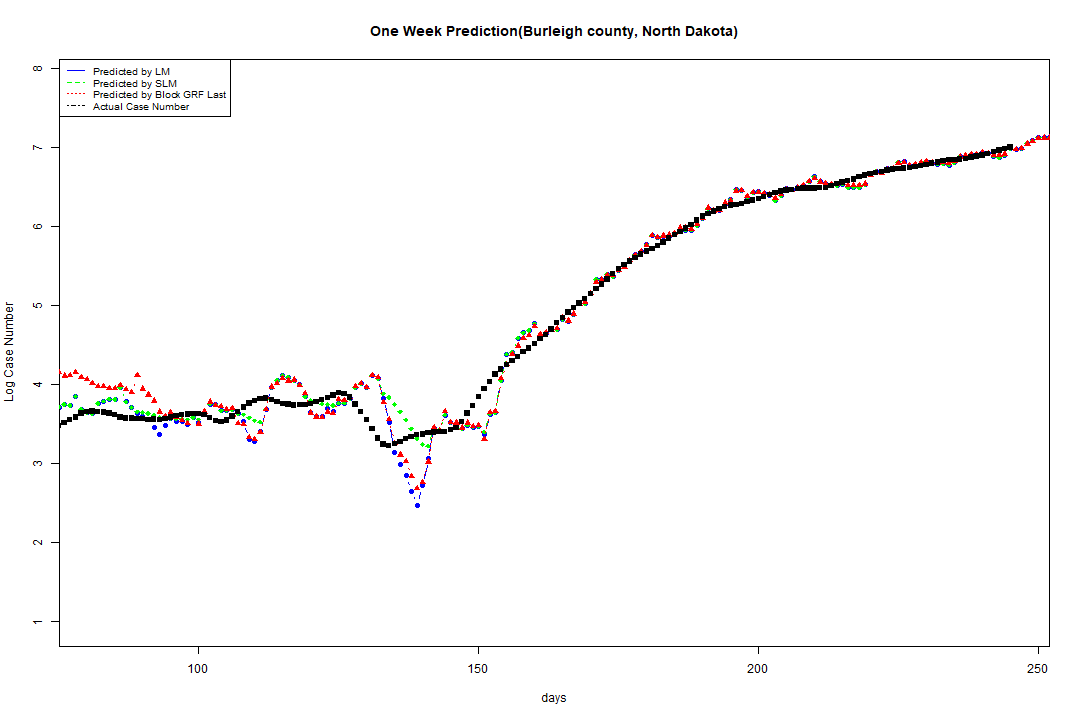 One Week Prediction(Burleigh county, North Dakota)
Predicted by LM
Predicted by SLM
Predicted by Block GRF Last
Actual Case Number
8
7
6
5
4
3
2
1
Log Case Number
100
150
200
250
days